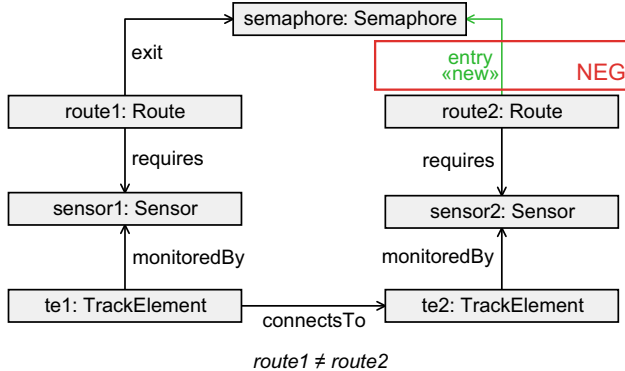 semaphore: Semaphore
exit
entry
«new»
NEG
route1: Route
route2: Route
requires
requires
sensor1: Sensor
sensor2: Sensor
monitoredBy
monitoredBy
te1: TrackElement
te2: TrackElement
connectsTo
route1 ≠ route2